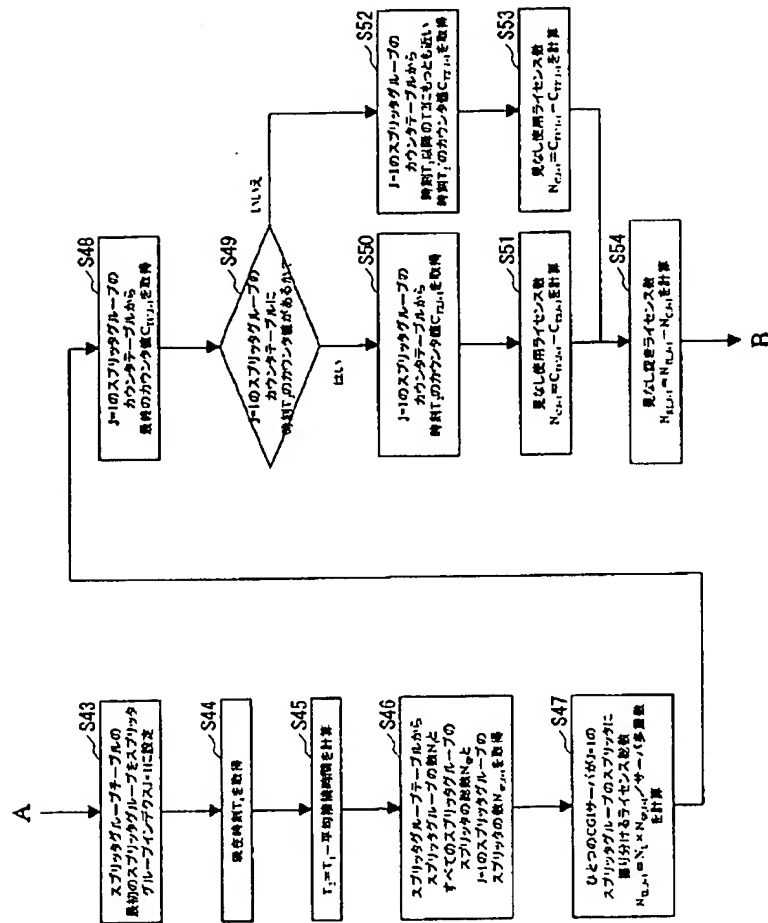 A
S43
スプリッタグループテーブルの
最初のスプリッタグループをスプリッタ
グループインデクスJ=1に設定
S44
現在時刻T₁を取得
S45
T₂=T₁−平均接続時間を計算
S46
スプリッタグループテーブルから
スプリッタグループの数と
すべてのスプリッタグループの
スプリッタの総数と
J=1のスプリッタグループの
スプリッタの数を取得
S47
ひとつのCGIサーバがJ=1の
スプリッタグループのスプリッタに
振り分けるライセンス総数
/サーバ多重数
を計算
S48
J=1のスプリッタグループの
カウンタテーブルから
最終のカウンタ値を取得
S49
J=1のスプリッタグループの
カウンタテーブルに
時刻T₂のカウンタ値があるか?
いいえ
はい
S50
J=1のスプリッタグループの
カウンタテーブルから
時刻T₂のカウンタ値を取得
S51
見なし使用ライセンス数
を計算
S52
J=1のスプリッタグループの
カウンタテーブルから
にもっとも近い
のカウンタ値を取得
S53
見なし使用ライセンス数
を計算
S54
見なし空きライセンス数
を計算
B